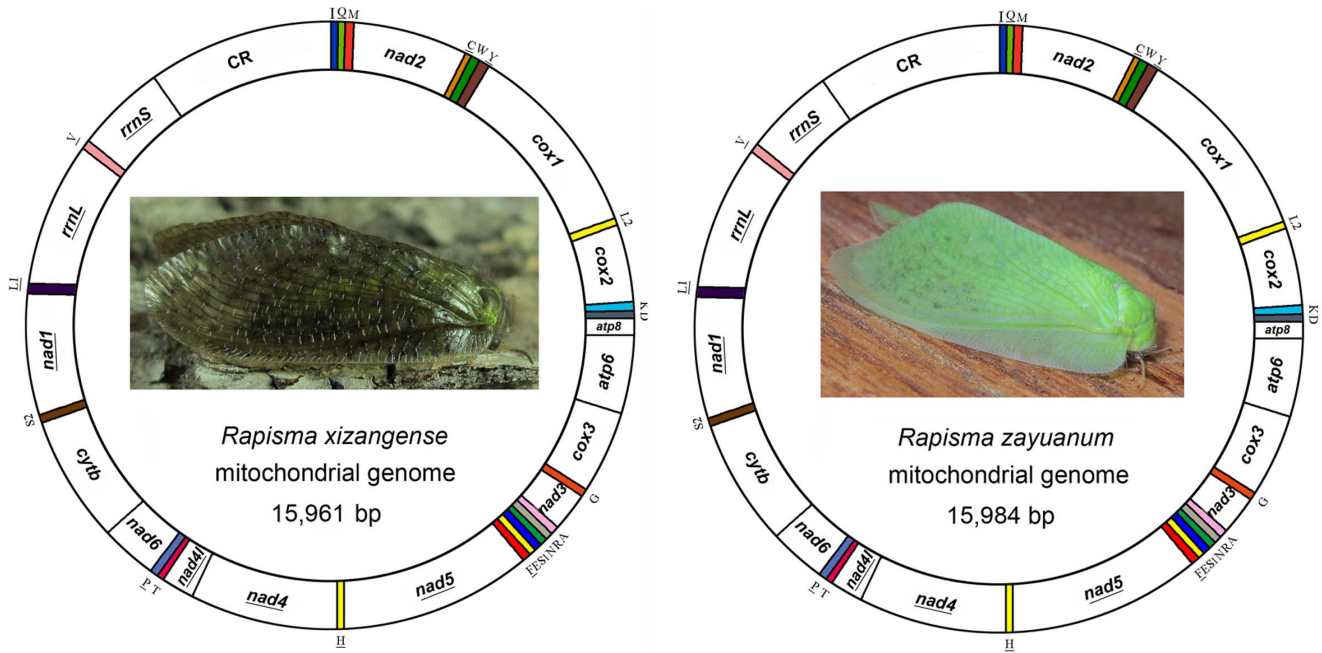 I Q M
nad2
C W Y
cox1
L2
cox2
K D
atp8
atp6
cox3
G
nad3
FES1NRA
nad5
H
nad4
nad4l
P T
nad6
cytb
S2
nad1
L1
rrnL
V
rrnS
CR
Rapisma xizangense
mitochondrial genome
15,961 bp
I Q M
nad2
C W Y
cox1
L2
cox2
K D
atp8
atp6
cox3
G
nad3
FES1NRA
nad5
H
nad4
nad4l
P T
nad6
cytb
S2
nad1
L1
rrnL
V
rrnS
CR
Rapisma zayuanum
mitochondrial genome
15,984 bp